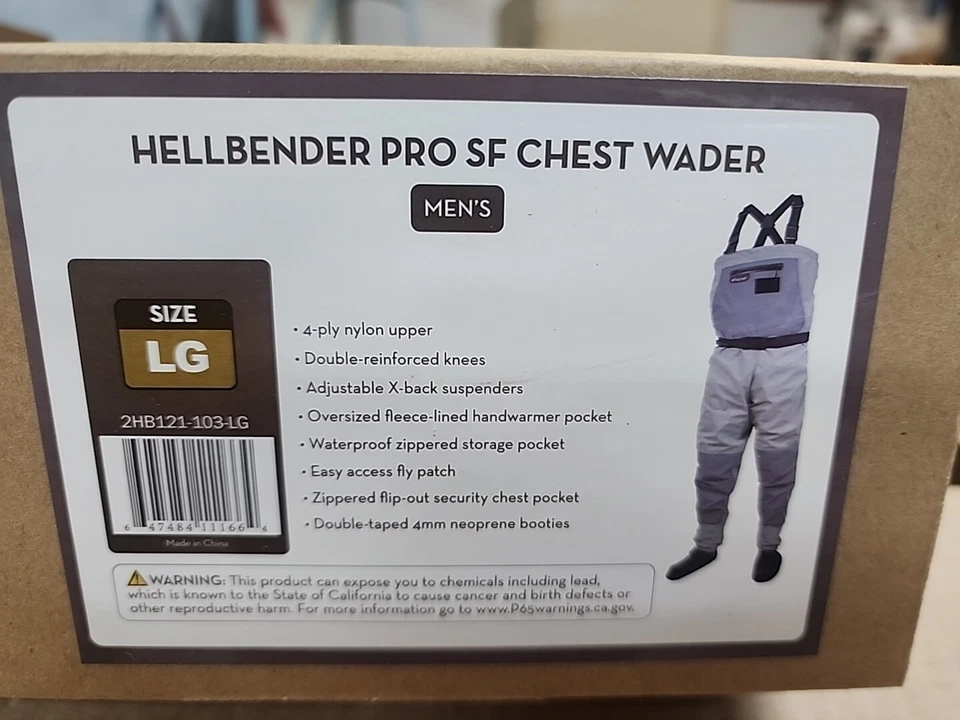 HELLBENDER PRO SF CHEST WADER
MEN'S
SIZE
LG
2HB121-103-LG
6 47484 11166 4
Made in China
• 4-ply nylon upper
• Double-reinforced knees
• Adjustable X-back suspenders
• Oversized fleece-lined handwarmer pocket
• Waterproof zippered storage pocket
• Easy access fly patch
• Zippered flip-out security chest pocket
• Double-taped 4mm neoprene booties
WARNING: This product can expose you to chemicals including lead,
which is known to the State of California to cause cancer and birth defects or
other reproductive harm. For more information go to www.P65warnings.ca.gov.